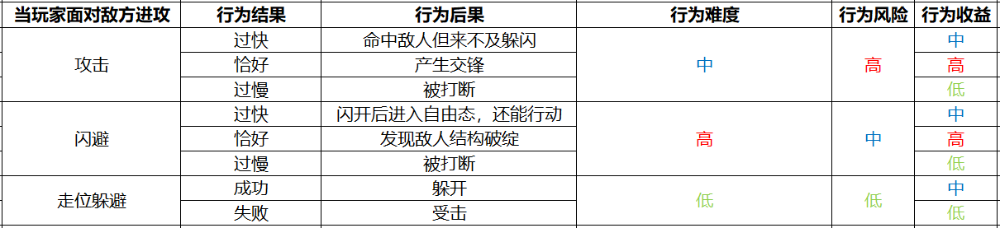 当玩家面对敌方进攻 行为结果 行为后果 行为难度 行为风险 行为收益
攻击 过快 命中敌人但来不及躲闪 中 高 中
恰好 产生交锋 高
过慢 被打断 低
闪避 过快 闪开后进入自由态，还能行动 高 中 中
恰好 发现敌人结构破绽 高
过慢 被打断 低
走位躲避 成功 躲开 低 低 中
失败 受击 低